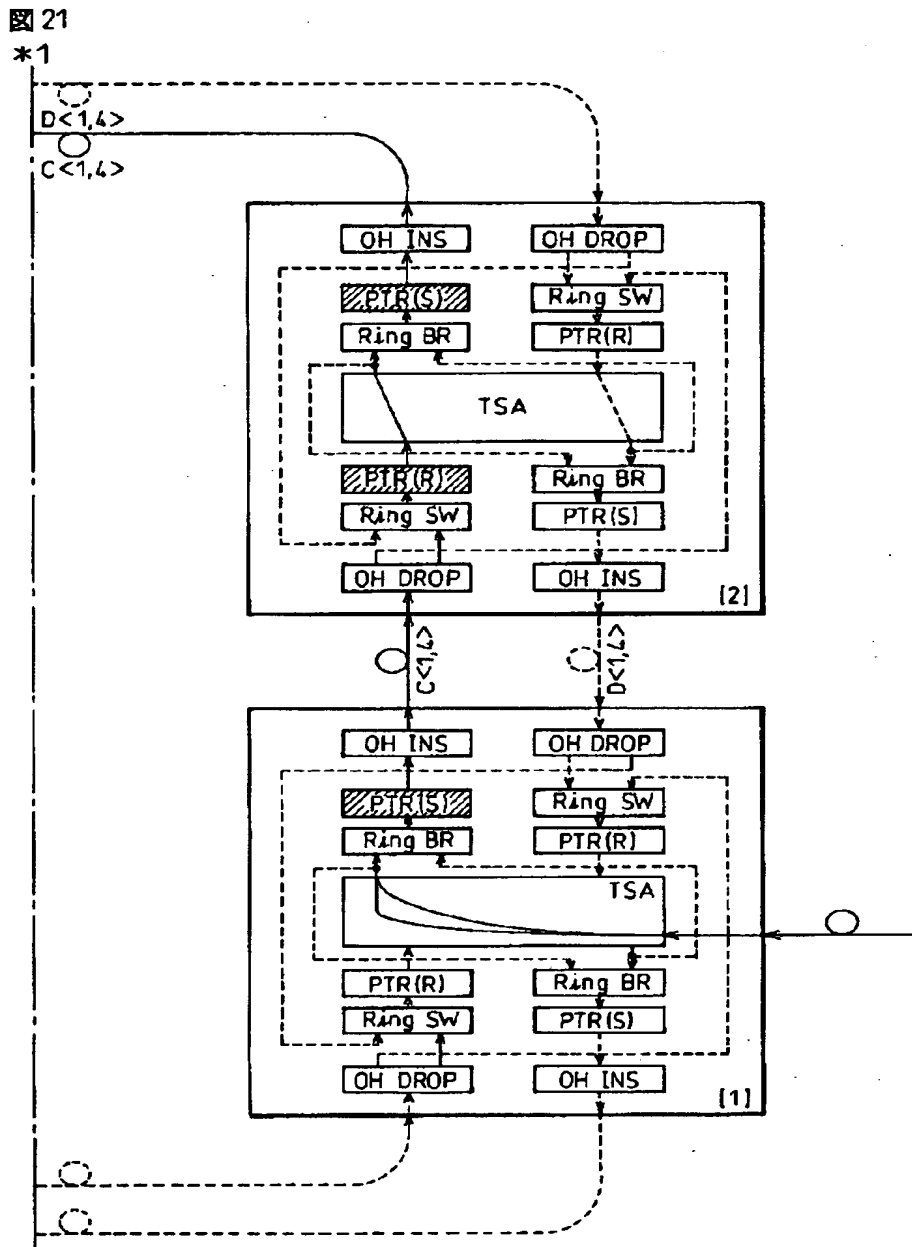 図21
*1
D<1,4>
C<1,4>
OH INS
OH DROP
PTR(S)
Ring SW
Ring BR
PTR(R)
TSA
PTR(R)
Ring BR
Ring SW
PTR(S)
OH DROP
OH INS
[2]
C<1,4>
D<1,4>
OH INS
OH DROP
PTR(S)
Ring SW
Ring BR
PTR(R)
TSA
PTR(R)
Ring BR
Ring SW
PTR(S)
OH DROP
OH INS
[1]